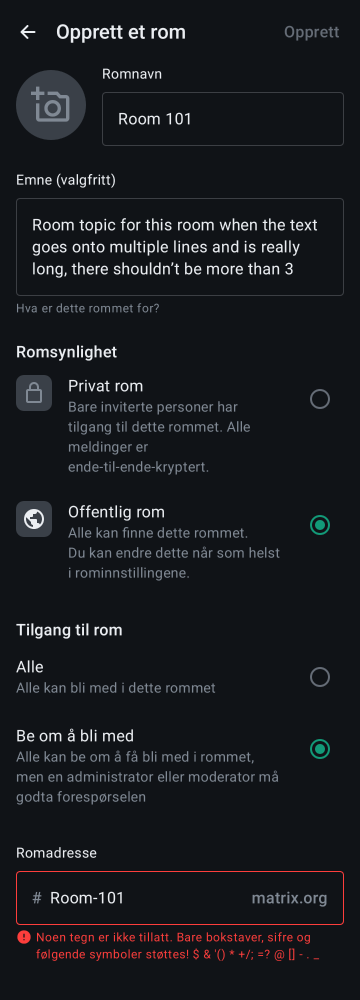 Opprett et rom
Opprett
Romnavn
Room 101
Emne (valgfritt)
Room topic for this room when the text
goes onto multiple lines and is really
long, there shouldn’t be more than 3
Hva er dette rommet for?
Romsynlighet
Privat rom
Bare inviterte personer har
tilgang til dette rommet. Alle
meldinger er
ende-til-ende-kryptert.
Offentlig rom
Alle kan finne dette rommet.
Du kan endre dette når som helst
i rominnstillingene.
Tilgang til rom
Alle
Alle kan bli med i dette rommet
Be om å bli med
Alle kan be om å få bli med i rommet,
men en administrator eller moderator må
godta forespørselen
Romadresse
# Room-101 matrix.org
Noen tegn er ikke tillatt. Bare bokstaver, sifre og
følgende symboler støttes! $ & '() * +/; =? @ [] - . _